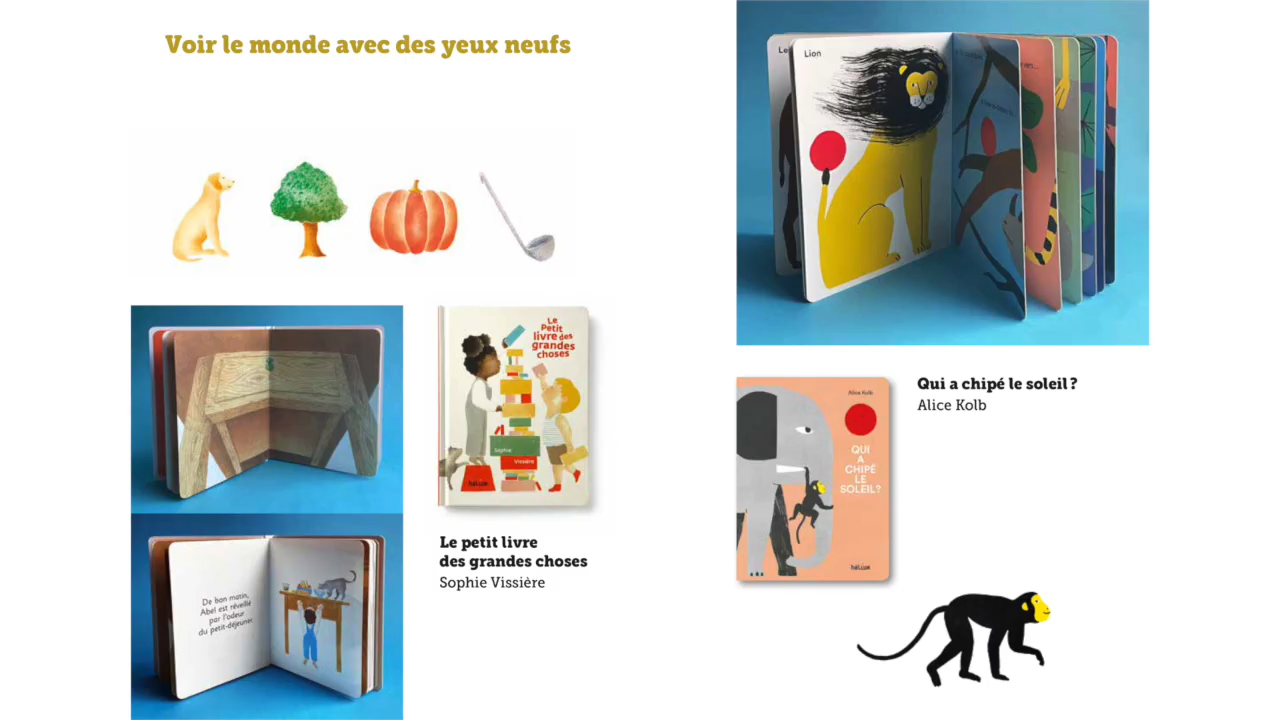 Voir le monde avec des yeux neufs
Le
Petit
livre des
grandes
choses
Sophie
Vissière
hélium
Le petit livre
des grandes choses
Sophie Vissière
De bon matin,
Abel est réveillé
par l'odeur
du petit-déjeuner.
Le
Lion
Alice Kolb
QUI
A
CHIPÉ
LE
SOLEIL?
hélium
Qui a chipé le soleil ?
Alice Kolb